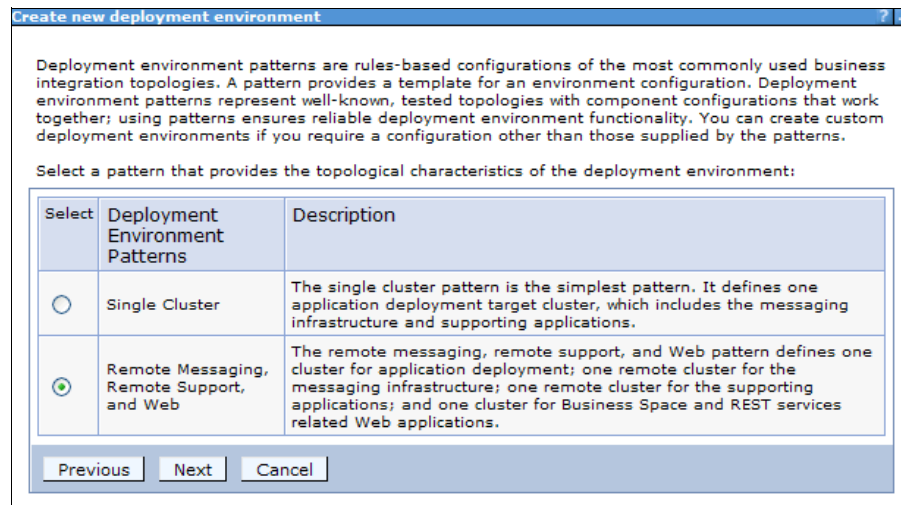 Create new deployment environment ?
Deployment environment patterns are rules-based configurations of the most commonly used business
integration topologies. A pattern provides a template for an environment configuration. Deployment
environment patterns represent well-known, tested topologies with component configurations that work
together; using patterns ensures reliable deployment environment functionality. You can create custom
deployment environments if you require a configuration other than those supplied by the patterns.
Select a pattern that provides the topological characteristics of the deployment environment:
Select Deployment Description
Environment
Patterns
Single Cluster
The single cluster pattern is the simplest pattern. It defines one
application deployment target cluster, which includes the messaging
infrastructure and supporting applications.
Remote Messaging,
Remote Support,
and Web
The remote messaging, remote support, and Web pattern defines one
cluster for application deployment; one remote cluster for the
messaging infrastructure; one remote cluster for the supporting
applications; and one cluster for Business Space and REST services
related Web applications.
Previous Next Cancel